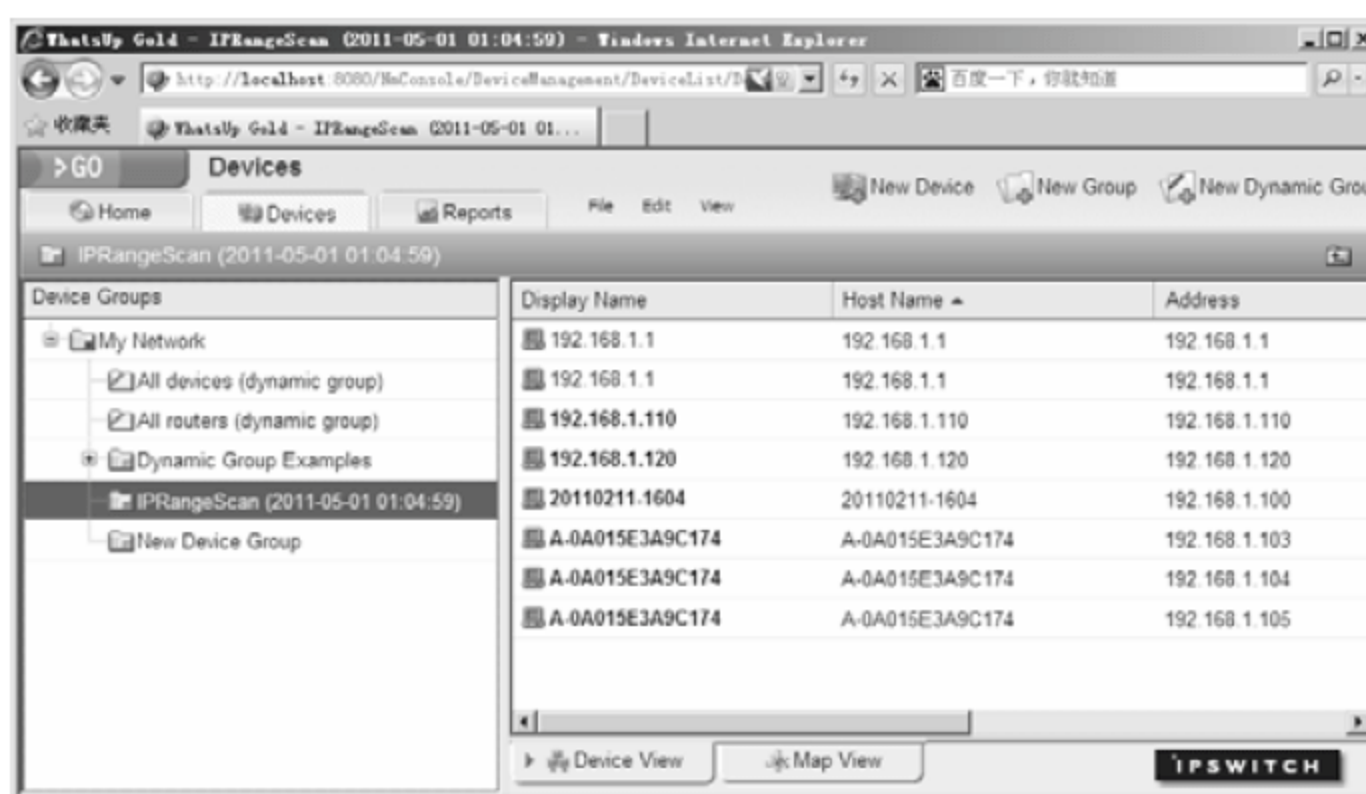 WhatsUp Gold - IPRangeScan (2011-05-01 01:04:59) - Windows Internet Explorer
http://localhost:8080/NmConsole/DeviceManagement/DeviceList/D
百度一下，你就知道
收藏夹
WhatsUp Gold - IPRangeScan (2011-05-01 01...
>GO
Devices
New Device
New Group
New Dynamic Grou
Home
Devices
Reports
File Edit View
IPRangeScan (2011-05-01 01:04:59)
Device Groups
My Network
All devices (dynamic group)
All routers (dynamic group)
Dynamic Group Examples
IPRangeScan (2011-05-01 01:04:59)
New Device Group
Display Name Host Name Address
192.168.1.1 192.168.1.1 192.168.1.1
192.168.1.1 192.168.1.1 192.168.1.1
192.168.1.110 192.168.1.110 192.168.1.110
192.168.1.120 192.168.1.120 192.168.1.120
20110211-1604 20110211-1604 192.168.1.100
A-0A015E3A9C174 A-0A015E3A9C174 192.168.1.103
A-0A015E3A9C174 A-0A015E3A9C174 192.168.1.104
A-0A015E3A9C174 A-0A015E3A9C174 192.168.1.105
Device View
Map View
IPSWITCH